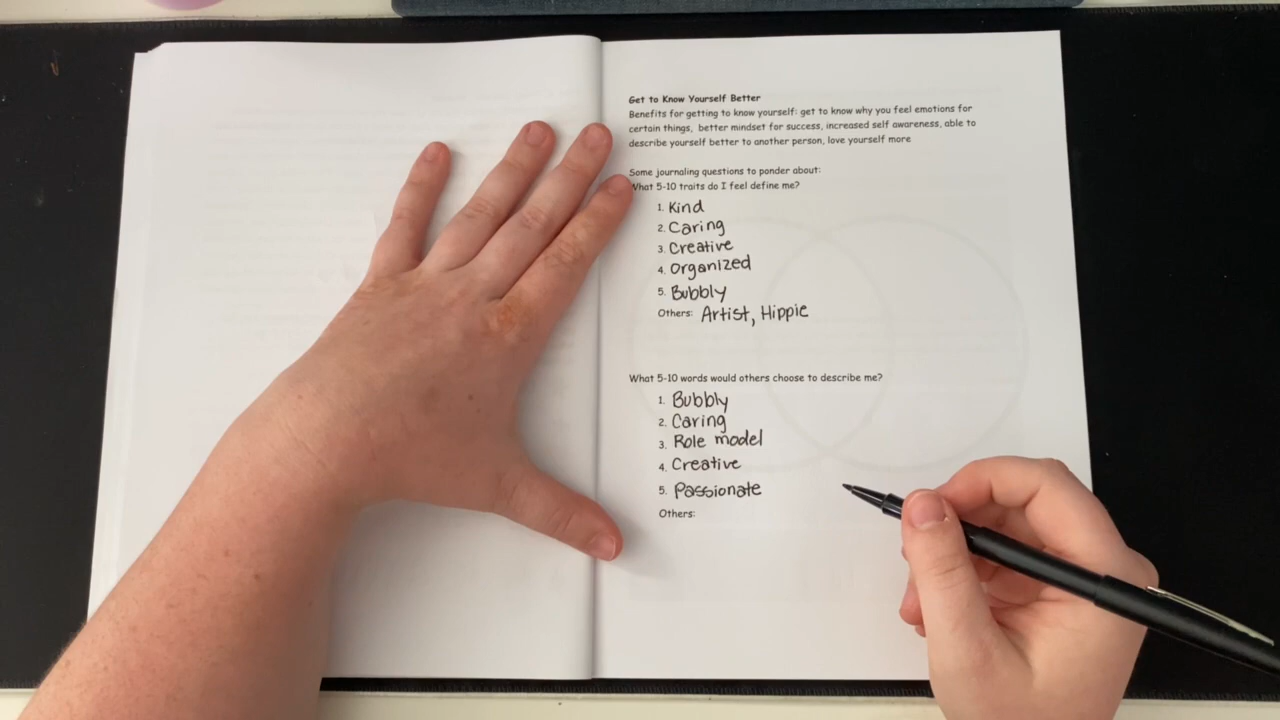 Get to Know Yourself Better
Benefits for getting to know yourself: get to know why you feel emotions for
certain things, better mindset for success, increased self awareness, able to
describe yourself better to another person, love yourself more
Some journaling questions to ponder about:
What 5-10 traits do I feel define me?
1. Kind
2. Caring
3. Creative
4. Organized
5. Bubbly
Others: Artist, Hippie
What 5-10 words would others choose to describe me?
1. Bubbly
2. Caring
3. Role model
4. Creative
5. Passionate
Others: